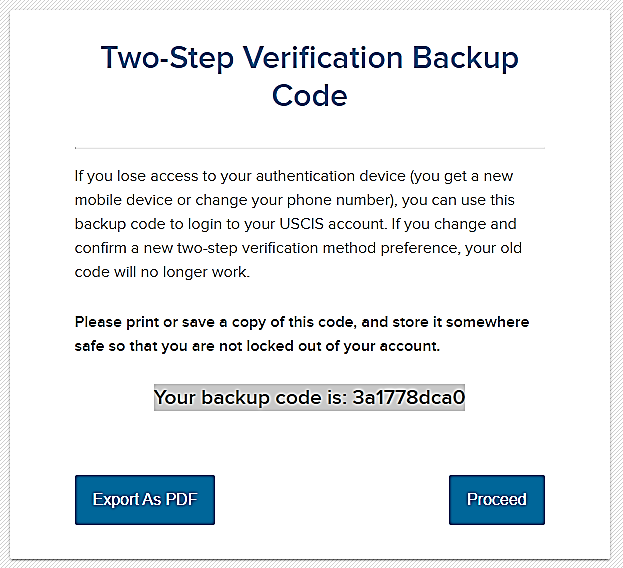 Two-Step Verification Backup
Code
If you lose access to your authentication device (you get a new
mobile device or change your phone number), you can use this
backup code to login to your USCIS account. If you change and
confirm a new two-step verification method preference, your old
code will no longer work.
Please print or save a copy of this code, and store it somewhere
safe so that you are not locked out of your account.
Your backup code is: 3a1778dca0
Export As PDF
Proceed